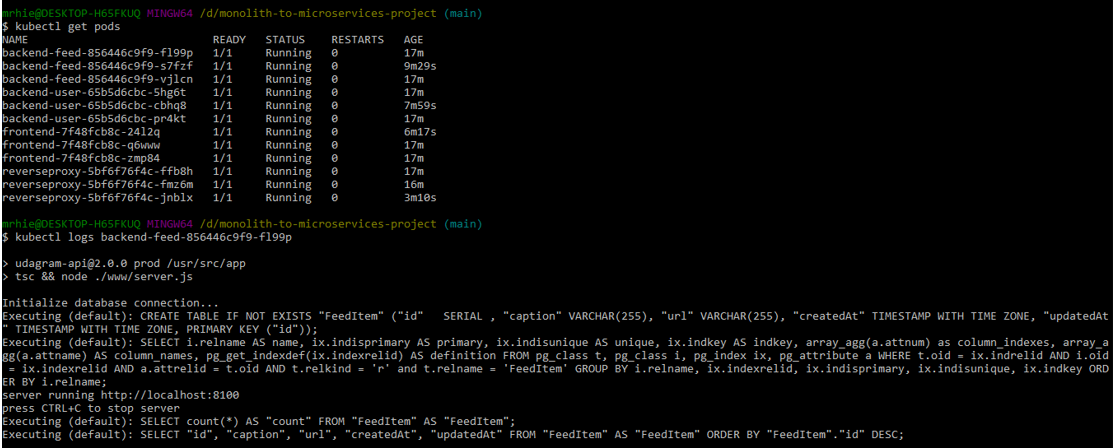 mrhie@DESKTOP-H65FKUQ MINGW64 /d/monolith-to-microservices-project (main)
$ kubectl get pods
NAME                            READY   STATUS    RESTARTS   AGE
backend-feed-856446c9f9-fl99p   1/1     Running   0          17m
backend-feed-856446c9f9-s7fzf   1/1     Running   0          9m29s
backend-feed-856446c9f9-vjlcn   1/1     Running   0          17m
backend-user-65b5d6cbc-5hg6t    1/1     Running   0          17m
backend-user-65b5d6cbc-cbhq8    1/1     Running   0          7m59s
backend-user-65b5d6cbc-pr4kt    1/1     Running   0          17m
frontend-7f48fcb8c-24l2q        1/1     Running   0          6m17s
frontend-7f48fcb8c-q6www        1/1     Running   0          17m
frontend-7f48fcb8c-zmp84        1/1     Running   0          17m
reverseproxy-5bf6f76f4c-ffb8h   1/1     Running   0          17m
reverseproxy-5bf6f76f4c-fmz6m   1/1     Running   0          16m
reverseproxy-5bf6f76f4c-jnblx   1/1     Running   0          3m10s
mrhie@DESKTOP-H65FKUQ MINGW64 /d/monolith-to-microservices-project (main)
$ kubectl logs backend-feed-856446c9f9-fl99p
> udagram-api@2.0.0 prod /usr/src/app
> tsc && node ./www/server.js
Initialize database connection...
Executing (default): CREATE TABLE IF NOT EXISTS "FeedItem" ("id"   SERIAL , "caption" VARCHAR(255), "url" VARCHAR(255), "createdAt" TIMESTAMP WITH TIME ZONE, "updatedAt
" TIMESTAMP WITH TIME ZONE, PRIMARY KEY ("id"));
Executing (default): SELECT i.relname AS name, ix.indisprimary AS primary, ix.indisunique AS unique, ix.indkey AS indkey, array_agg(a.attnum) as column_indexes, array_a
gg(a.attname) AS column_names, pg_get_indexdef(ix.indexrelid) AS definition FROM pg_class t, pg_class i, pg_index ix, pg_attribute a WHERE t.oid = ix.indrelid AND i.oid
 = ix.indexrelid AND a.attrelid = t.oid AND t.relkind = 'r' and t.relname = 'FeedItem' GROUP BY i.relname, ix.indexrelid, ix.indisprimary, ix.indisunique, ix.indkey ORD
ER BY i.relname;
server running http://localhost:8100
press CTRL+C to stop server
Executing (default): SELECT count(*) AS "count" FROM "FeedItem" AS "FeedItem";
Executing (default): SELECT "id", "caption", "url", "createdAt", "updatedAt" FROM "FeedItem" AS "FeedItem" ORDER BY "FeedItem"."id" DESC;